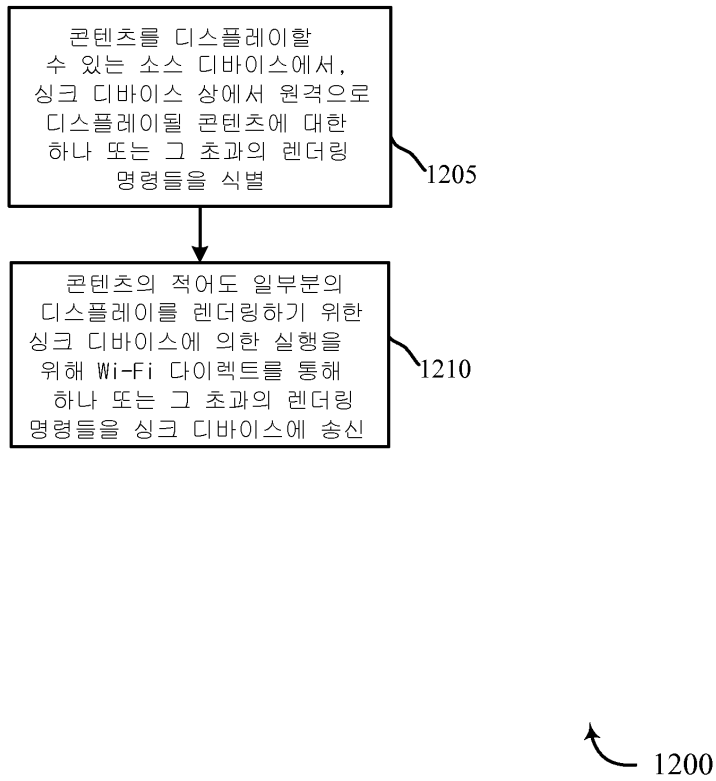 콘텐츠를 디스플레이할
수 있는 소스 디바이스에서,
싱크 디바이스 상에서 원격으로
디스플레이될 콘텐츠에 대한
하나 또는 그 초과의 렌더링
명령들을 식별
1205
콘텐츠의 적어도 일부분의
디스플레이를 렌더링하기 위한
싱크 디바이스에 의한 실행을
위해 Wi-Fi 다이렉트를 통해
하나 또는 그 초과의 렌더링
명령들을 싱크 디바이스에 송신
1210
1200